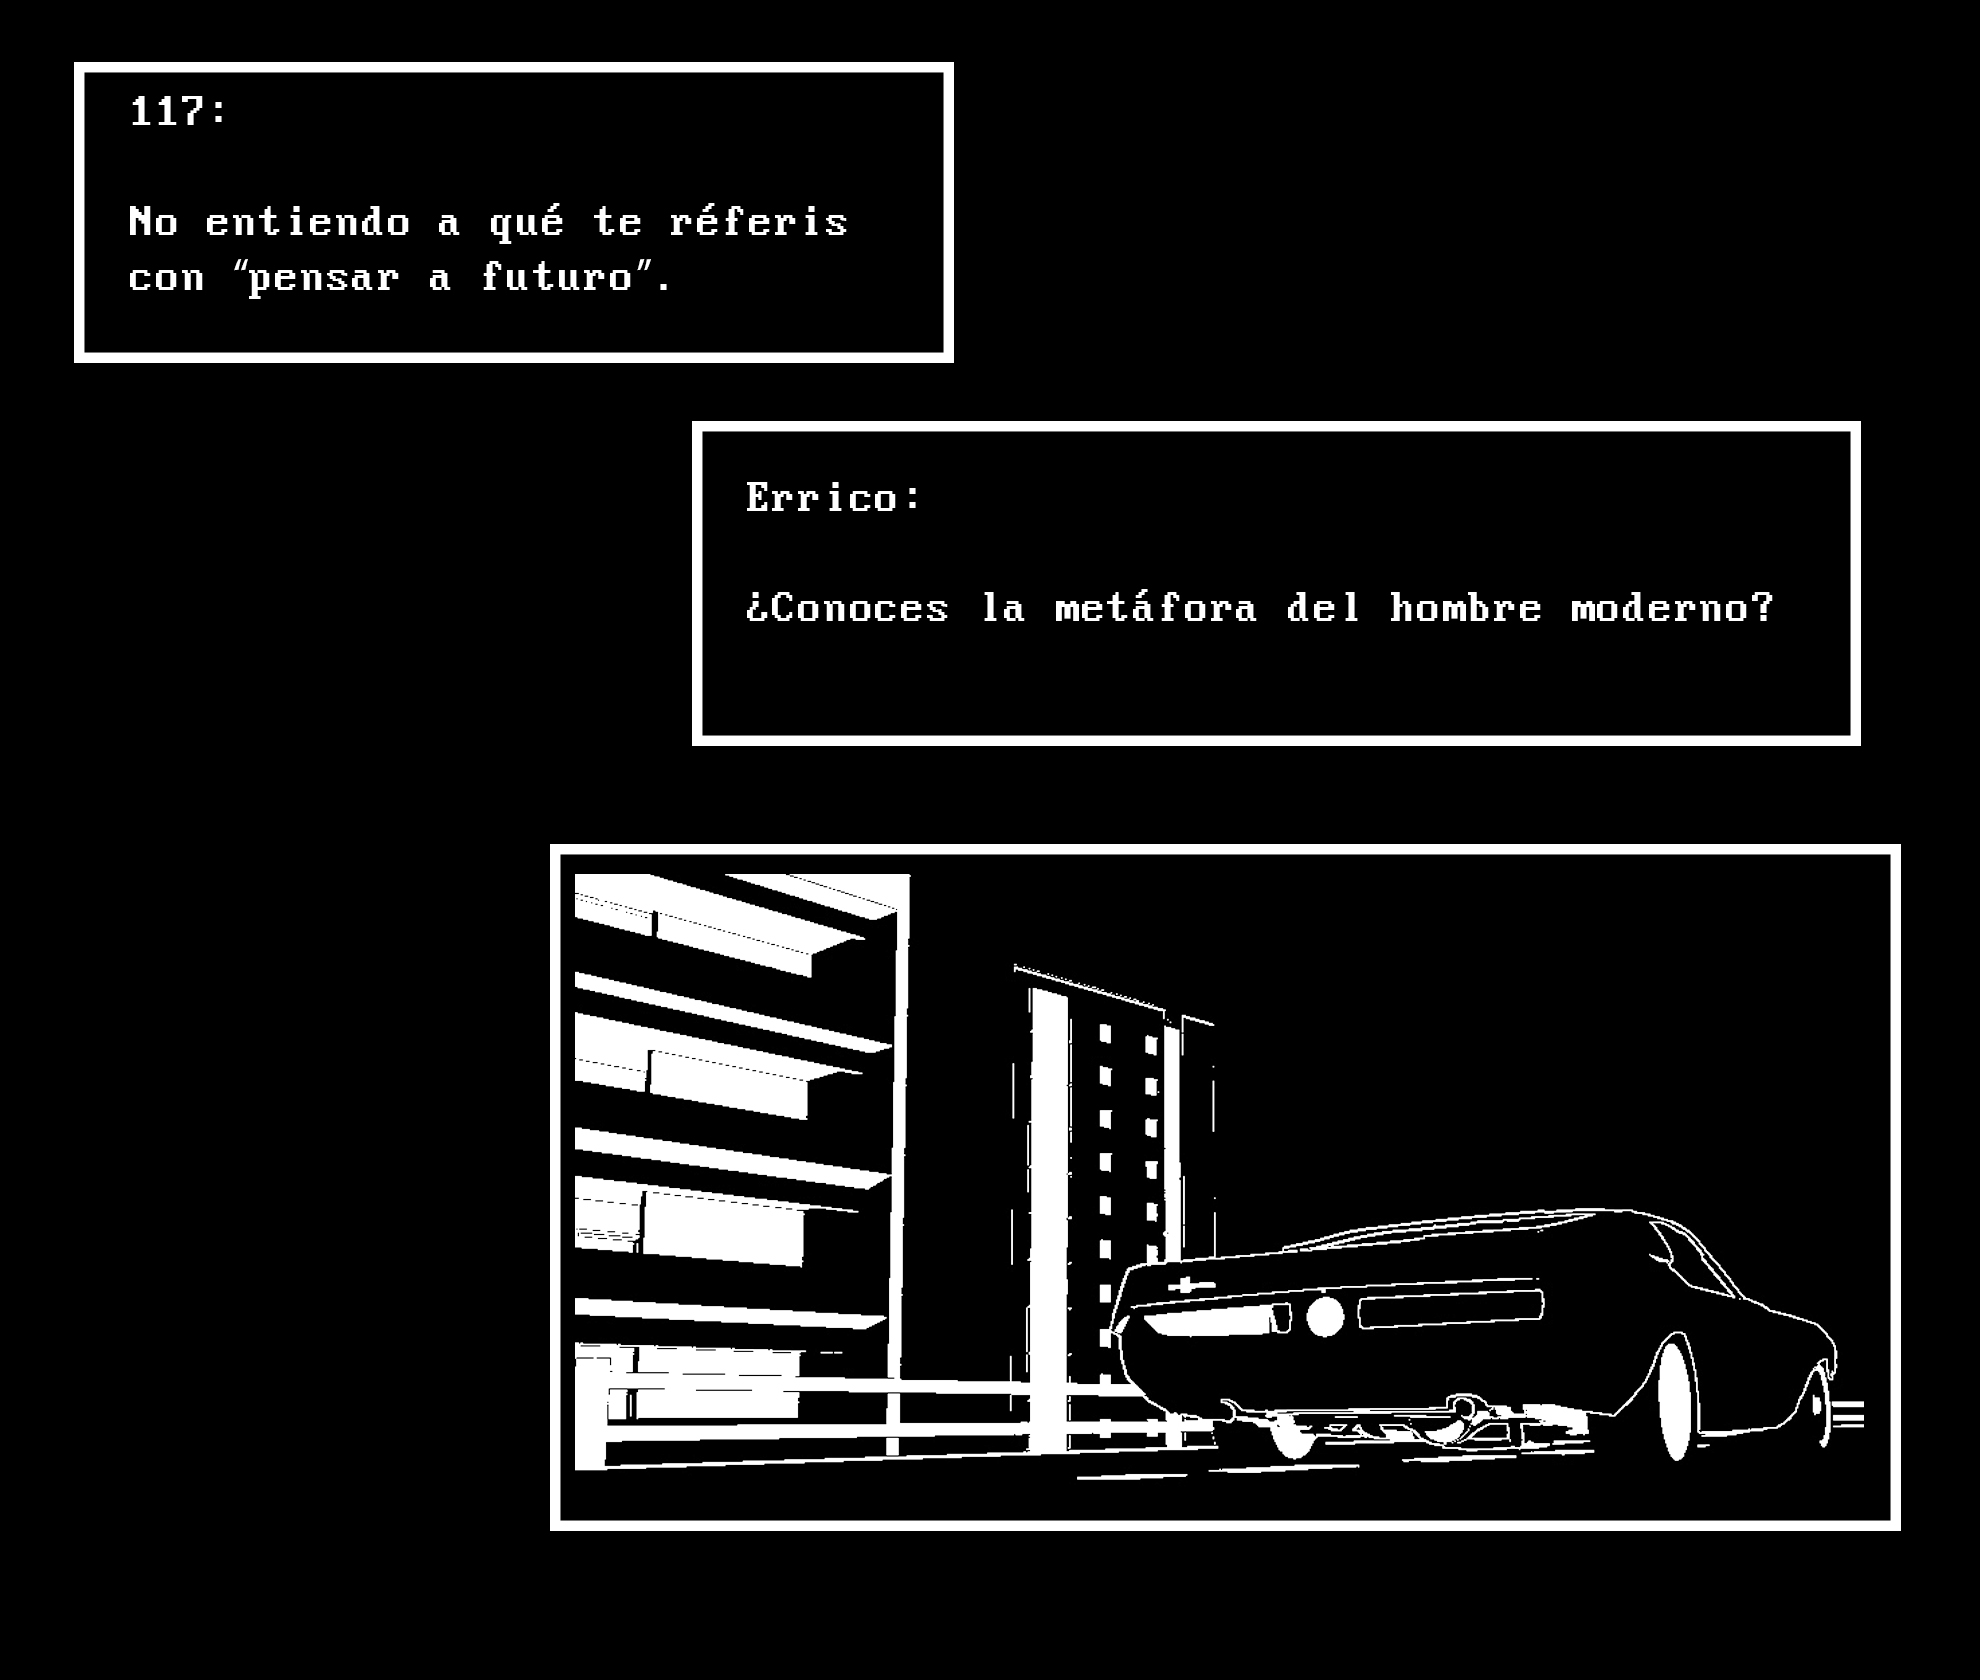 117:
No entiendo a qué te réferis
con “pensar a futuro”.
Errico:
¿Conoces la metáfora del hombre moderno?